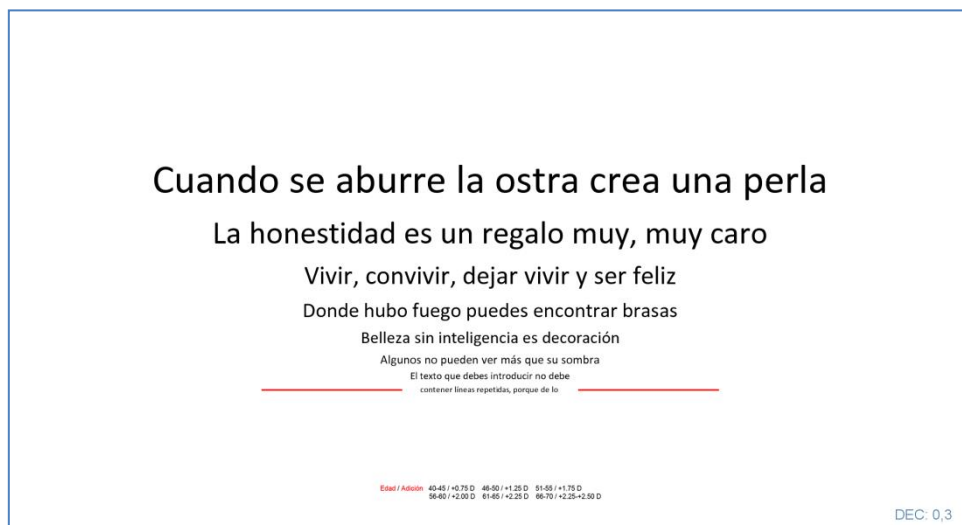 Cuando se aburre la ostra crea una perla
La honestidad es un regalo muy, muy caro
Vivir, convivir, dejar vivir y ser feliz
Donde hubo fuego puedes encontrar brasas
Belleza sin inteligencia es decoración
Algunos no pueden ver más que su sombra
El texto que debes introducir no debe
contener líneas repetidas, porque de lo
Edad / Adición 40-45 / +0.75 D 46-50 / +1.25 D 51-55 / +1.75 D
56-60 / +2.00 D 61-65 / +2.25 D 66-70 / +2.25-+2.50 D
DEC: 0,3